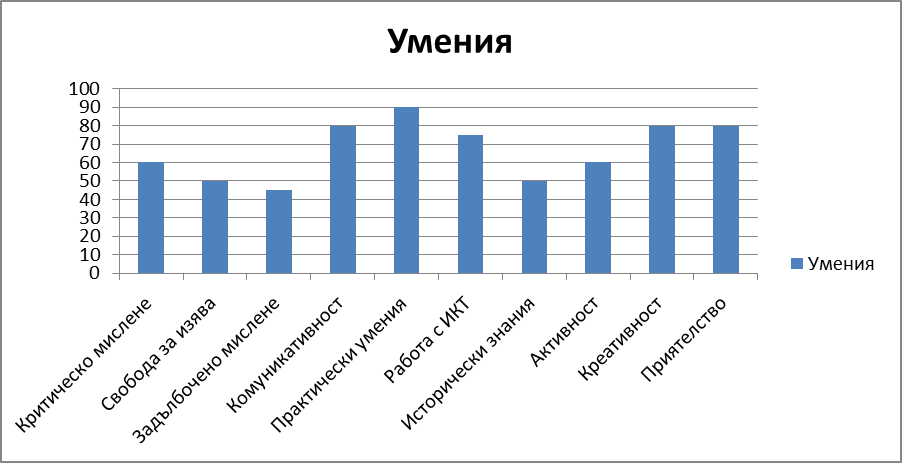 Умения
100
90
80
70
60
50
40
30
20
10
0
Критическо мислене
Свобода за изява
Задълбочено мислене
Комуникативност
Практически умения
Работа с ИКТ
Исторически знания
Активност
Креативност
Приятелство
Умения